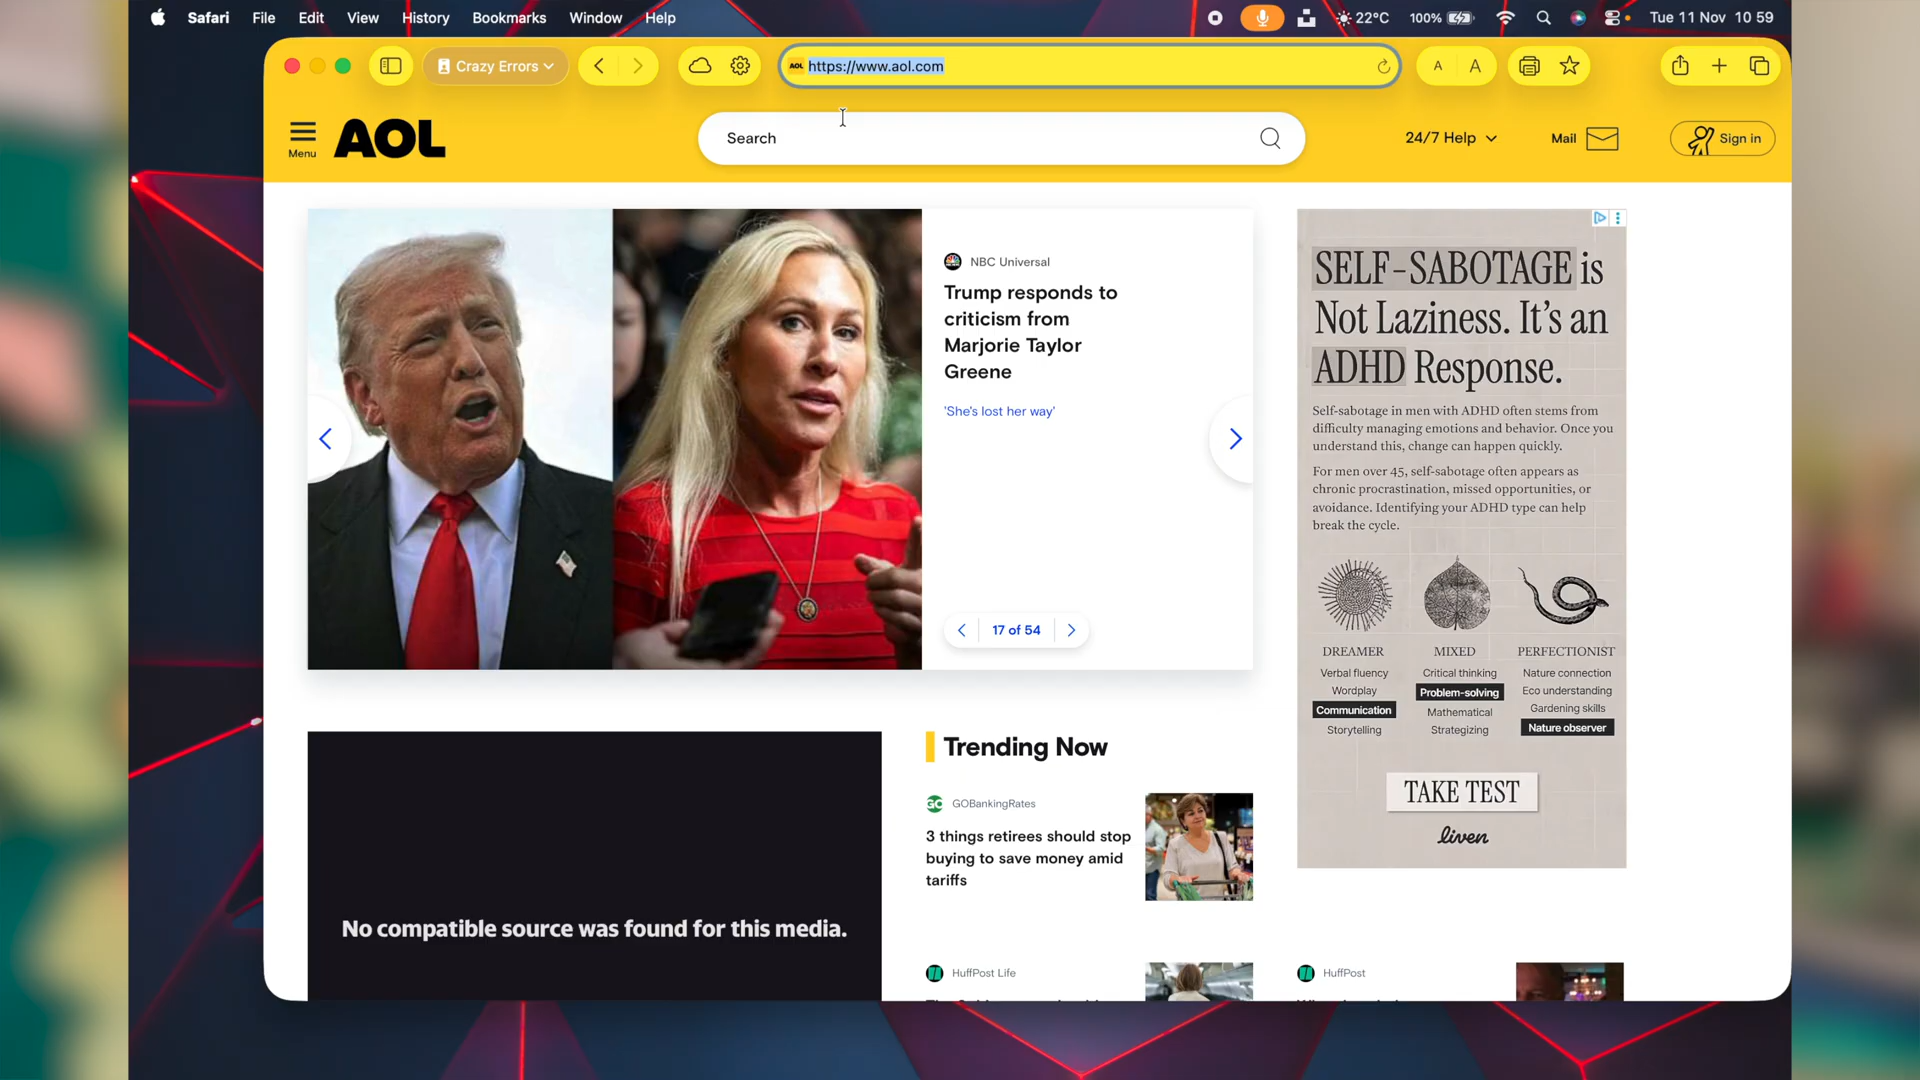 Safari File Edit View History Bookmarks Window Help
22°C 100% Tue 11 Nov 10 59
Crazy Errors
AOL https://www.aol.com
A A
Menu
AOL
Search
24/7 Help
Mail
Sign in
NBC Universal
Trump responds to
criticism from
Marjorie Taylor
Greene
'She's lost her way'
17 of 54
SELF-SABOTAGE is
Not Laziness. It's an
ADHD Response.
Self-sabotage in men with ADHD often stems from
difficulty managing emotions and behavior. Once you
understand this, change can happen quickly.
For men over 45, self-sabotage often appears as
chronic procrastination, missed opportunities, or
avoidance. Identifying your ADHD type can help
break the cycle.
DREAMER
Verbal fluency
Wordplay
Communication
Storytelling
MIXED
Critical thinking
Problem-solving
Mathematical
Strategizing
PERFECTIONIST
Nature connection
Eco understanding
Gardening skills
Nature observer
TAKE TEST
liven
No compatible source was found for this media.
Trending Now
GO GOBankingRates
3 things retirees should stop
buying to save money amid
tariffs
HuffPost Life
HuffPost